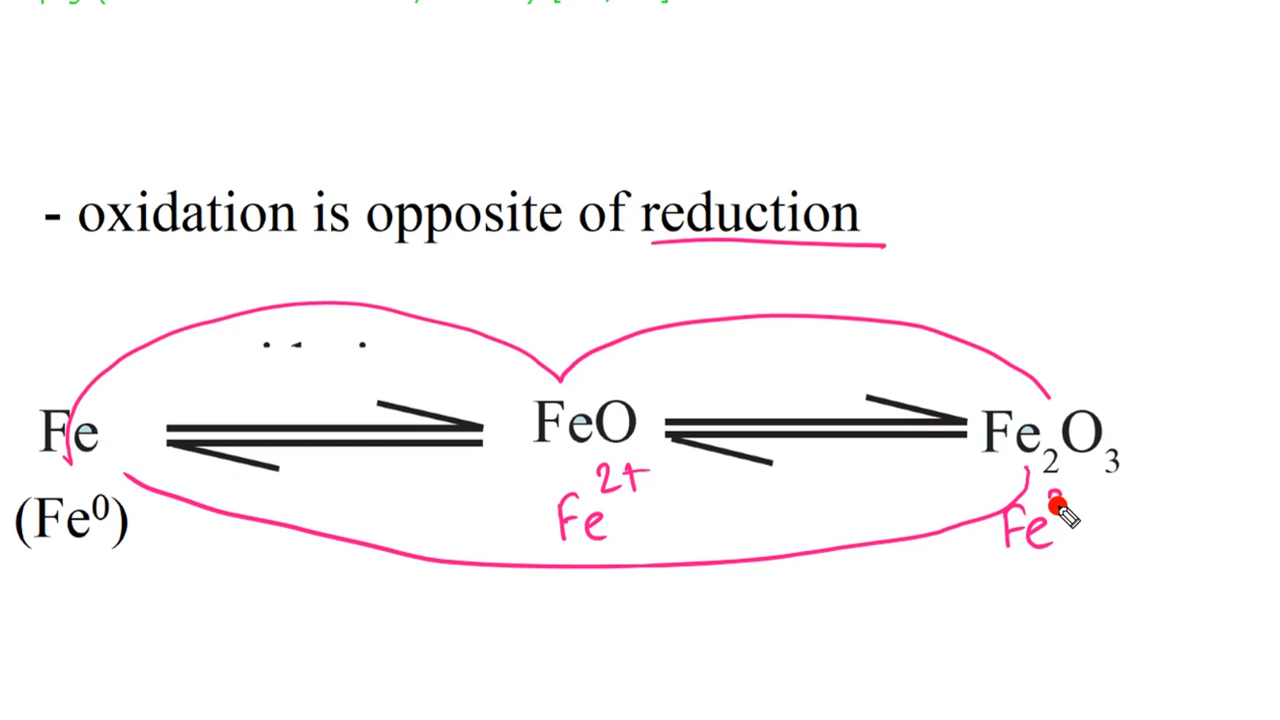 - oxidation is opposite of reduction
Fe FeO Fe₂O₃
(Fe⁰) Fe²⁺ Fe